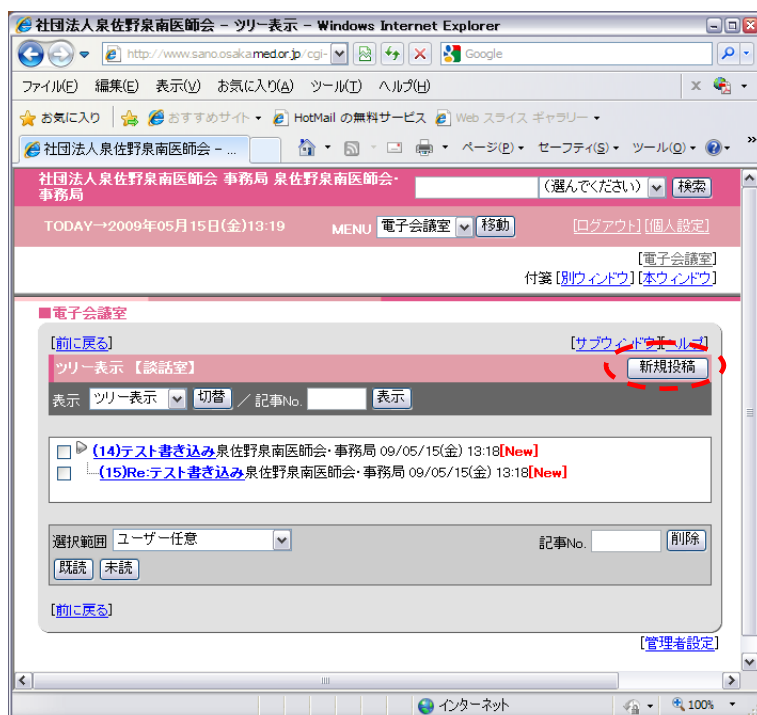 社団法人泉佐野泉南医師会 - ツリー表示 - Windows Internet Explorer
http://www.sano.osaka.med.or.jp/cgi- Google
ファイル(F) 編集(E) 表示(V) お気に入り(A) ツール(T) ヘルプ(H)
お気に入り おすすめサイト HotMail の無料サービス Web スライス ギャラリー
社団法人泉佐野泉南医師会 - ... ページ(P) セーフティ(S) ツール(O)
社団法人泉佐野泉南医師会 事務局 泉佐野泉南医師会・
事務局 (選んでください) 検索
TODAY→2009年05月15日(金)13:19 MENU 電子会議室 移動 [ログアウト][個人設定]
[電子会議室]
付箋[別ウィンドウ][本ウィンドウ]
■電子会議室
[前に戻る] [サブウィンドウ][ヘルプ]
ツリー表示 【談話室】 新規投稿
表示 ツリー表示 切替 / 記事No. 表示
(14)テスト書き込み泉佐野泉南医師会・事務局 09/05/15(金) 13:18[New]
(15)Re:テスト書き込み泉佐野泉南医師会・事務局 09/05/15(金) 13:18[New]
選択範囲 ユーザー任意 記事No. 削除
既読 未読
[前に戻る]
[管理者設定]
インターネット 100%